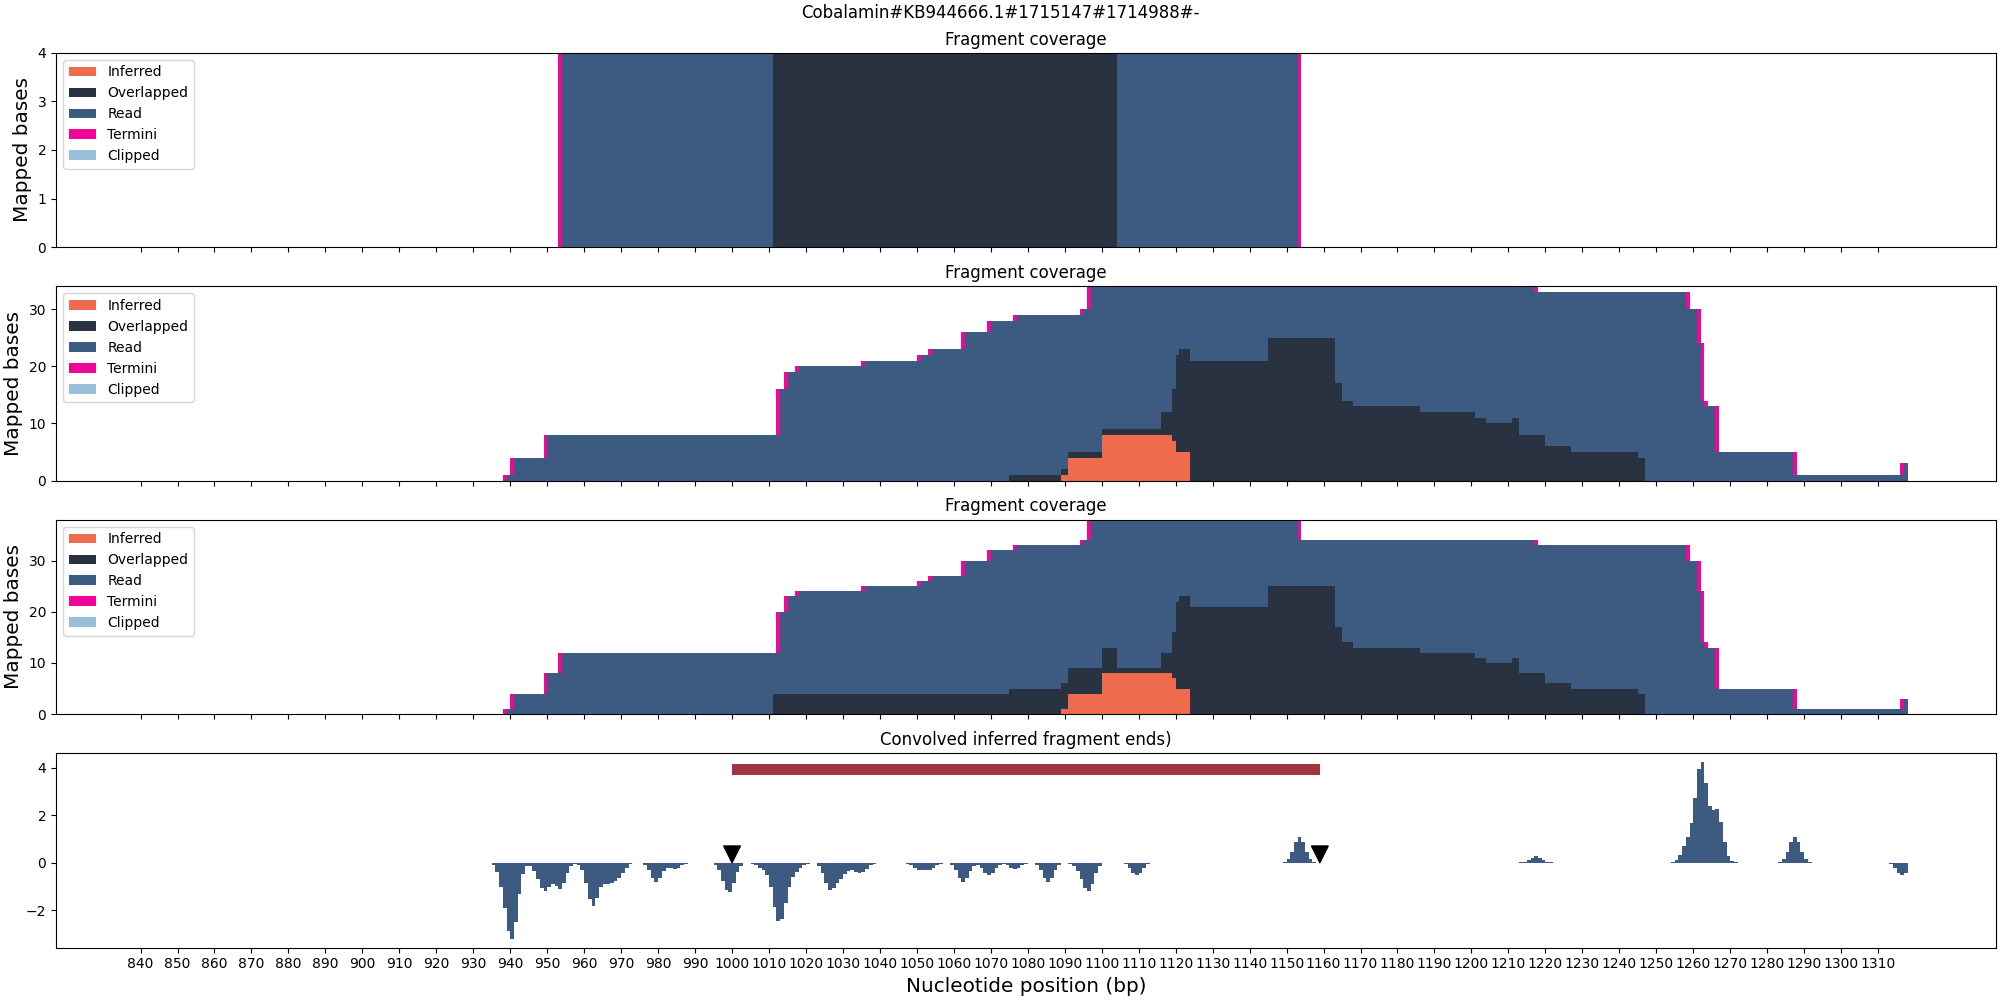 Cobalamin#KB944666.1#1715147#1714988#-
Fragment coverage
Mapped bases
4
3
2
1
0
Inferred
Overlapped
Read
Termini
Clipped
Fragment coverage
Mapped bases
30
20
10
0
Inferred
Overlapped
Read
Termini
Clipped
Fragment coverage
Mapped bases
30
20
10
0
Inferred
Overlapped
Read
Termini
Clipped
Convolved inferred fragment ends)
4
2
0
−2
840 850 860 870 880 890 900 910 920 930 940 950 960 970 980 990 1000 1010 1020 1030 1040 1050 1060 1070 1080 1090 1100 1110 1120 1130 1140 1150 1160 1170 1180 1190 1200 1210 1220 1230 1240 1250 1260 1270 1280 1290 1300 1310
Nucleotide position (bp)